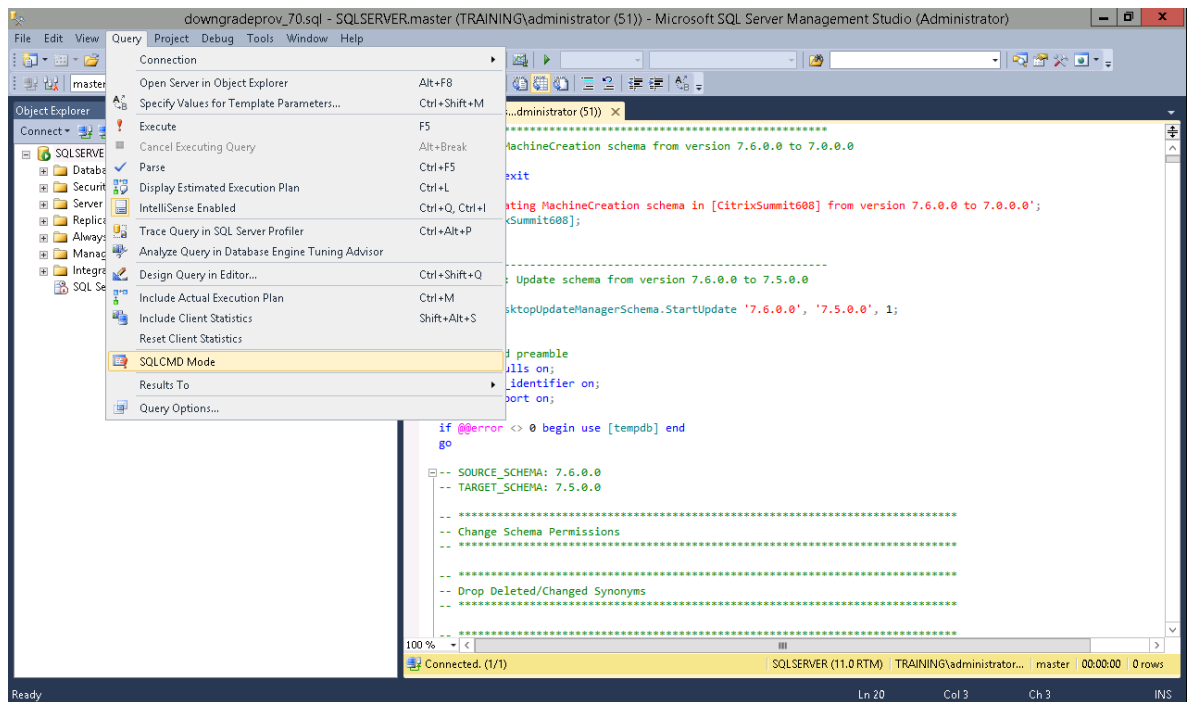 downgradeprov_70.sql - SQLSERVER.master (TRAINING\administrator (51)) - Microsoft SQL Server Management Studio (Administrator)
File Edit View Query Project Debug Tools Window Help
master
Object Explorer
Connect
SQLSERVE
Databa
Securit
Server
Replica
Always
Manag
Integra
SQL Se
Connection
Open Server in Object Explorer Alt+F8
Specify Values for Template Parameters... Ctrl+Shift+M
Execute F5
Cancel Executing Query Alt+Break
Parse Ctrl+F5
Display Estimated Execution Plan Ctrl+L
IntelliSense Enabled Ctrl+Q, Ctrl+I
Trace Query in SQL Server Profiler Ctrl+Alt+P
Analyze Query in Database Engine Tuning Advisor
Design Query in Editor... Ctrl+Shift+Q
Include Actual Execution Plan Ctrl+M
Include Client Statistics Shift+Alt+S
Reset Client Statistics
SQLCMD Mode
Results To
Query Options...
...dministrator (51))
MachineCreation schema from version 7.6.0.0 to 7.0.0.0
exit
ating MachineCreation schema in [CitrixSummit608] from version 7.6.0.0 to 7.0.0.0';
xSummit608];
: Update schema from version 7.6.0.0 to 7.5.0.0
sktopUpdateManagerSchema.StartUpdate '7.6.0.0', '7.5.0.0', 1;
d preamble
ulls on;
_identifier on;
bort on;
if @@error <> 0 begin use [tempdb] end
go
-- SOURCE_SCHEMA: 7.6.0.0
-- TARGET_SCHEMA: 7.5.0.0
-- ******************************************************************************
-- Change Schema Permissions
-- ******************************************************************************
-- ******************************************************************************
-- Drop Deleted/Changed Synonyms
-- ******************************************************************************
-- ******************************************************************************
100 %
Connected. (1/1) SQLSERVER (11.0 RTM) TRAINING\administrator... master 00:00:00 0 rows
Ready Ln 20 Col 3 Ch 3 INS